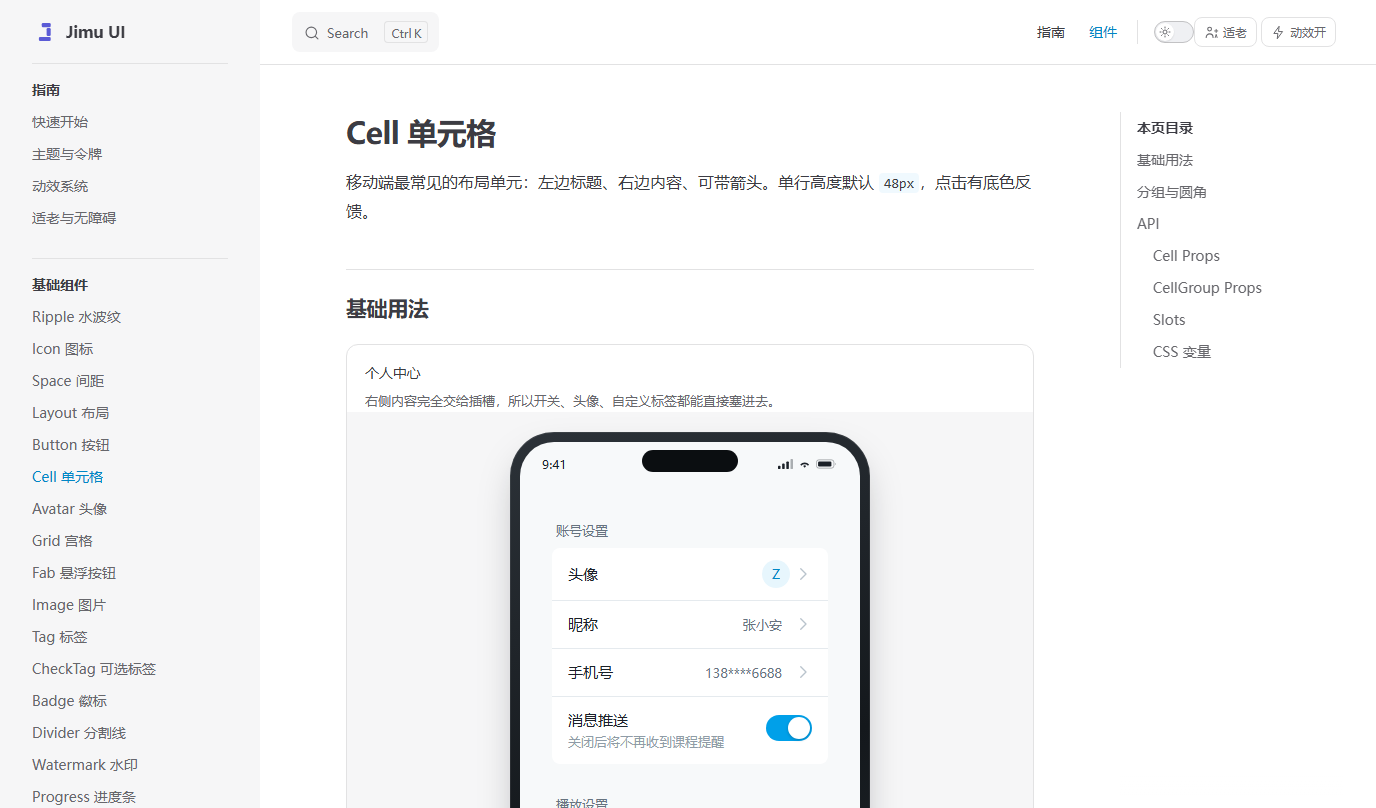 Jimu UI
Search Ctrl K
指南 组件 适老 动效开
指南
快速开始
主题与令牌
动效系统
适老与无障碍
基础组件
Ripple 水波纹
Icon 图标
Space 间距
Layout 布局
Button 按钮
Cell 单元格
Avatar 头像
Grid 宫格
Fab 悬浮按钮
Image 图片
Tag 标签
CheckTag 可选标签
Badge 徽标
Divider 分割线
Watermark 水印
Progress 进度条
Cell 单元格
移动端最常见的布局单元：左边标题、右边内容、可带箭头。单行高度默认 48px，点击有底色反
馈。
基础用法
个人中心
右侧内容完全交给插槽，所以开关、头像、自定义标签都能直接塞进去。
9:41
账号设置
头像 Z
昵称 张小安
手机号 138****6688
消息推送
关闭后将不再收到课程提醒
播放设置
本页目录
基础用法
分组与圆角
API
Cell Props
CellGroup Props
Slots
CSS 变量